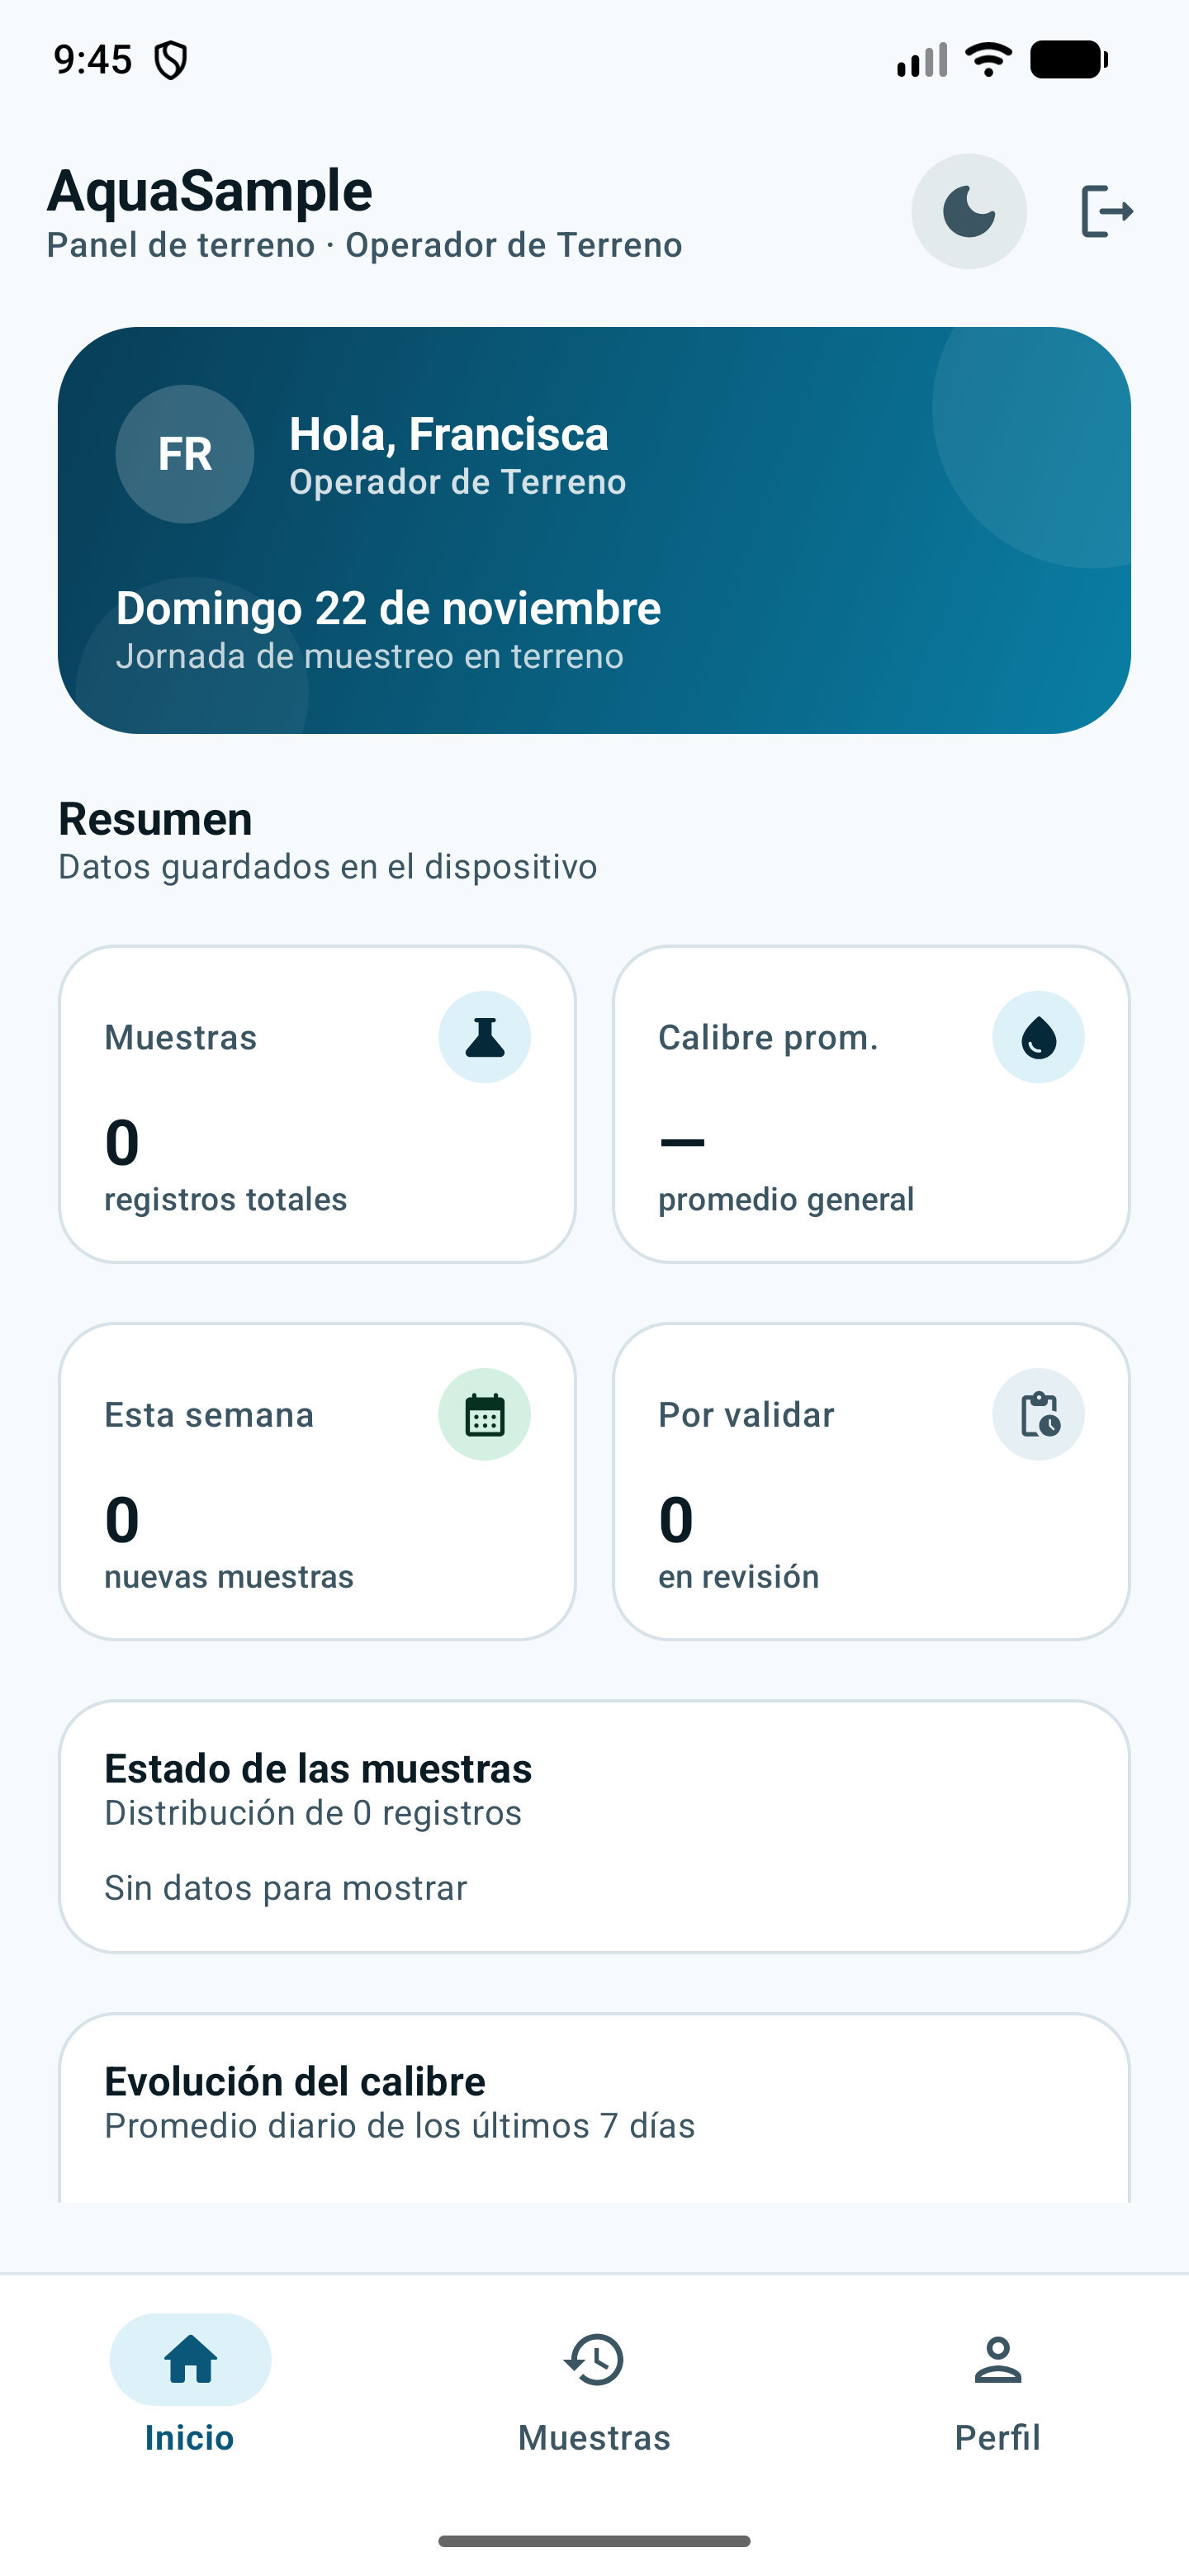 9:45
AquaSample
Panel de terreno · Operador de Terreno
FR
Hola, Francisca
Operador de Terreno
Domingo 22 de noviembre
Jornada de muestreo en terreno
Resumen
Datos guardados en el dispositivo
Muestras
0
registros totales
Calibre prom.
—
promedio general
Esta semana
0
nuevas muestras
Por validar
0
en revisión
Estado de las muestras
Distribución de 0 registros
Sin datos para mostrar
Evolución del calibre
Promedio diario de los últimos 7 días
Inicio
Muestras
Perfil